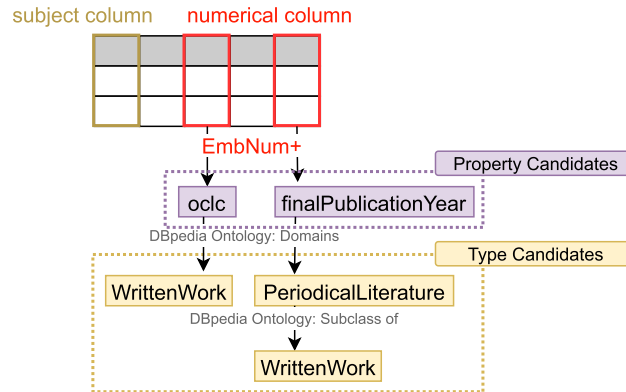 subject column
numerical column
EmbNum+
Property Candidates
oclc
finalPublicationYear
DBpedia Ontology: Domains
Type Candidates
WrittenWork
PeriodicalLiterature
DBpedia Ontology: Subclass of
WrittenWork